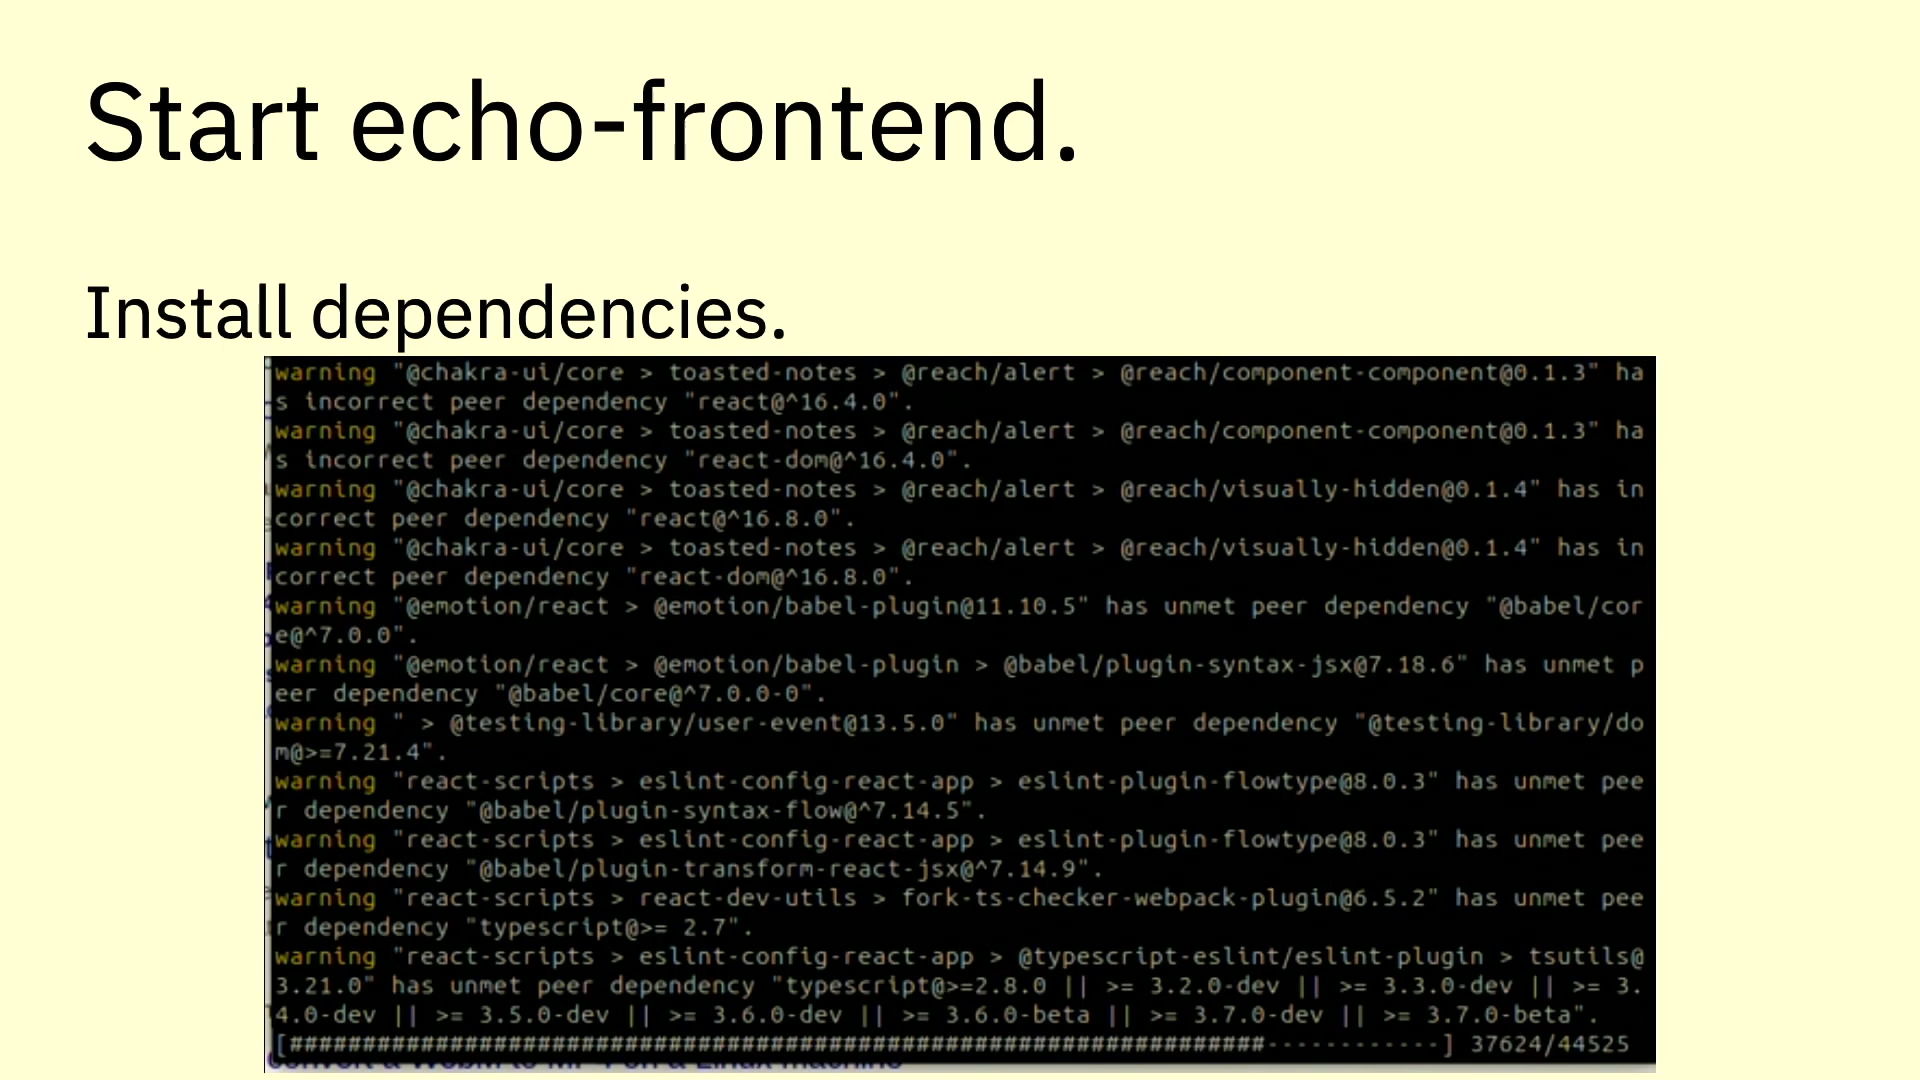 Start echo-frontend.
Install dependencies.
warning "@chakra-ui/core > toasted-notes > @reach/alert > @reach/component-component@0.1.3" ha
s incorrect peer dependency "react@^16.4.0".
warning "@chakra-ui/core > toasted-notes > @reach/alert > @reach/component-component@0.1.3" ha
s incorrect peer dependency "react-dom@^16.4.0".
warning "@chakra-ui/core > toasted-notes > @reach/alert > @reach/visually-hidden@0.1.4" has in
correct peer dependency "react@^16.8.0".
warning "@chakra-ui/core > toasted-notes > @reach/alert > @reach/visually-hidden@0.1.4" has in
correct peer dependency "react-dom@^16.8.0".
warning "@emotion/react > @emotion/babel-plugin@11.10.5" has unmet peer dependency "@babel/cor
e@^7.0.0".
warning "@emotion/react > @emotion/babel-plugin > @babel/plugin-syntax-jsx@7.18.6" has unmet p
eer dependency "@babel/core@^7.0.0-0".
warning " > @testing-library/user-event@13.5.0" has unmet peer dependency "@testing-library/do
m@>=7.21.4".
warning "react-scripts > eslint-config-react-app > eslint-plugin-flowtype@8.0.3" has unmet pee
r dependency "@babel/plugin-syntax-flow@^7.14.5".
warning "react-scripts > eslint-config-react-app > eslint-plugin-flowtype@8.0.3" has unmet pee
r dependency "@babel/plugin-transform-react-jsx@^7.14.9".
warning "react-scripts > react-dev-utils > fork-ts-checker-webpack-plugin@6.5.2" has unmet pee
r dependency "typescript@>= 2.7".
warning "react-scripts > eslint-config-react-app > @typescript-eslint/eslint-plugin > tsutils@
3.21.0" has unmet peer dependency "typescript@>=2.8.0 || >= 3.2.0-dev || >= 3.3.0-dev || >= 3.
4.0-dev || >= 3.5.0-dev || >= 3.6.0-dev || >= 3.6.0-beta || >= 3.7.0-dev || >= 3.7.0-beta".
[###################################################################------------] 37624/44525